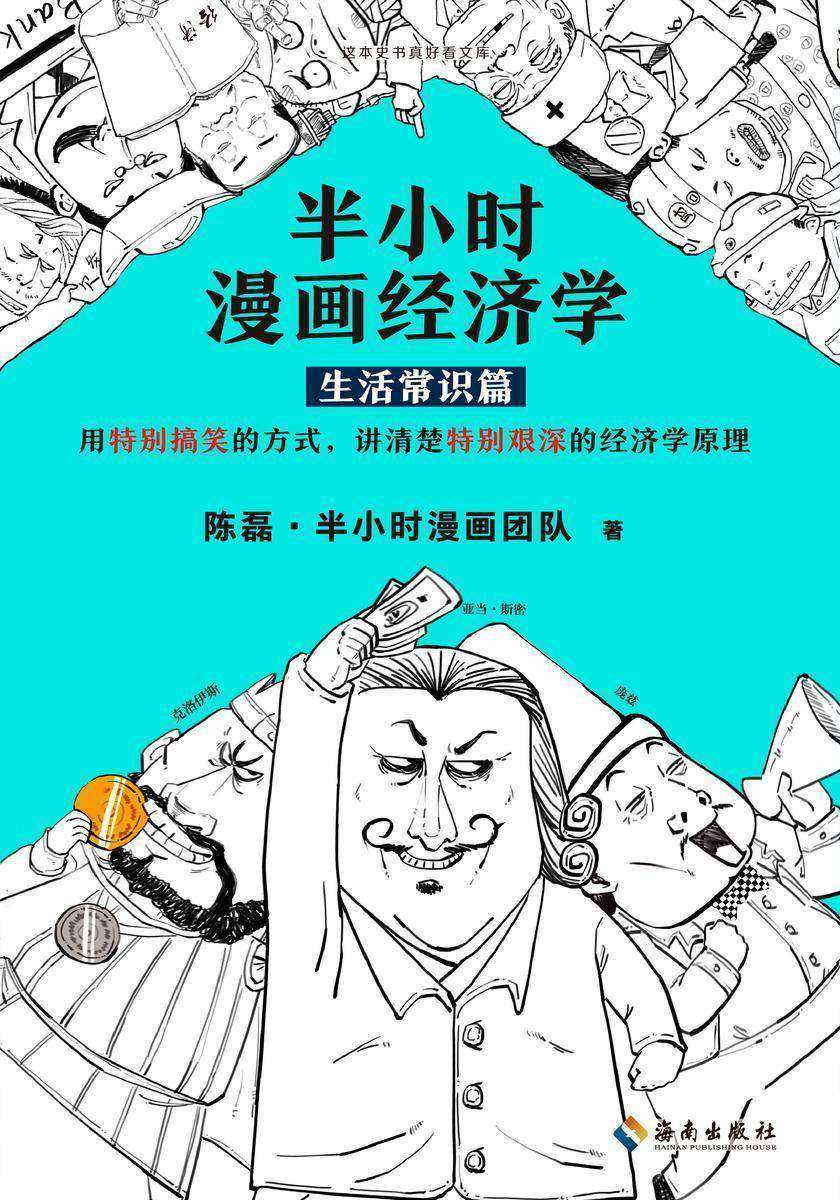 Bank
经济
这本史书真好看文库
财
半小时
漫画经济学
生活常识篇
用特别搞笑的方式，讲清楚特别艰深的经济学原理
陈磊·半小时漫画团队 著
亚当·斯密
克洛伊斯
庞兹
海南出版社
HAINAN PUBLISHING HOUSE